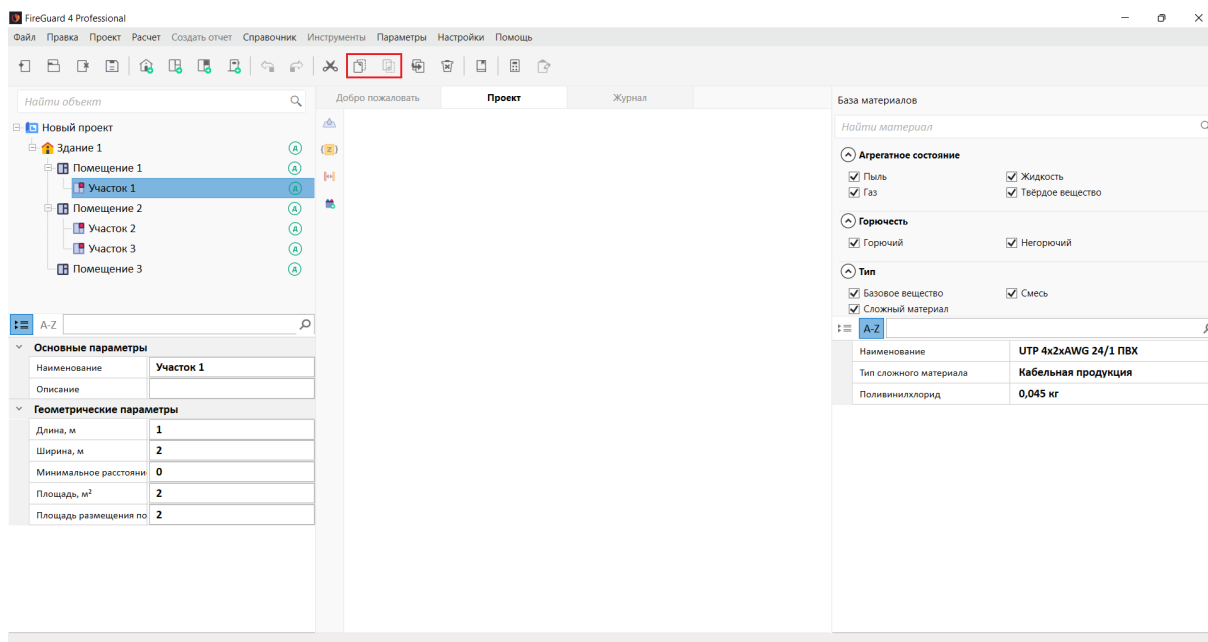 FireGuard 4 Professional
Файл Правка Проект Расчет Создать отчет Справочник Инструменты Параметры Настройки Помощь
Найти объект
Новый проект
Здание 1
Д
Помещение 1
Д
Участок 1
Д
Помещение 2
Д
Участок 2
Д
Участок 3
Д
Помещение 3
Д
A-Z
Основные параметры
Наименование Участок 1
Описание
Геометрические параметры
Длина, м 1
Ширина, м 2
Минимальное расстояни 0
Площадь, м² 2
Площадь размещения по 2
Добро пожаловать Проект Журнал
База материалов
Найти материал
Агрегатное состояние
Пыль Жидкость
Газ Твёрдое вещество
Горючесть
Горючий Негорючий
Тип
Базовое вещество Смесь
Сложный материал
A-Z
Наименование UTP 4x2xAWG 24/1 ПВХ
Тип сложного материала Кабельная продукция
Поливинилхлорид 0,045 кг